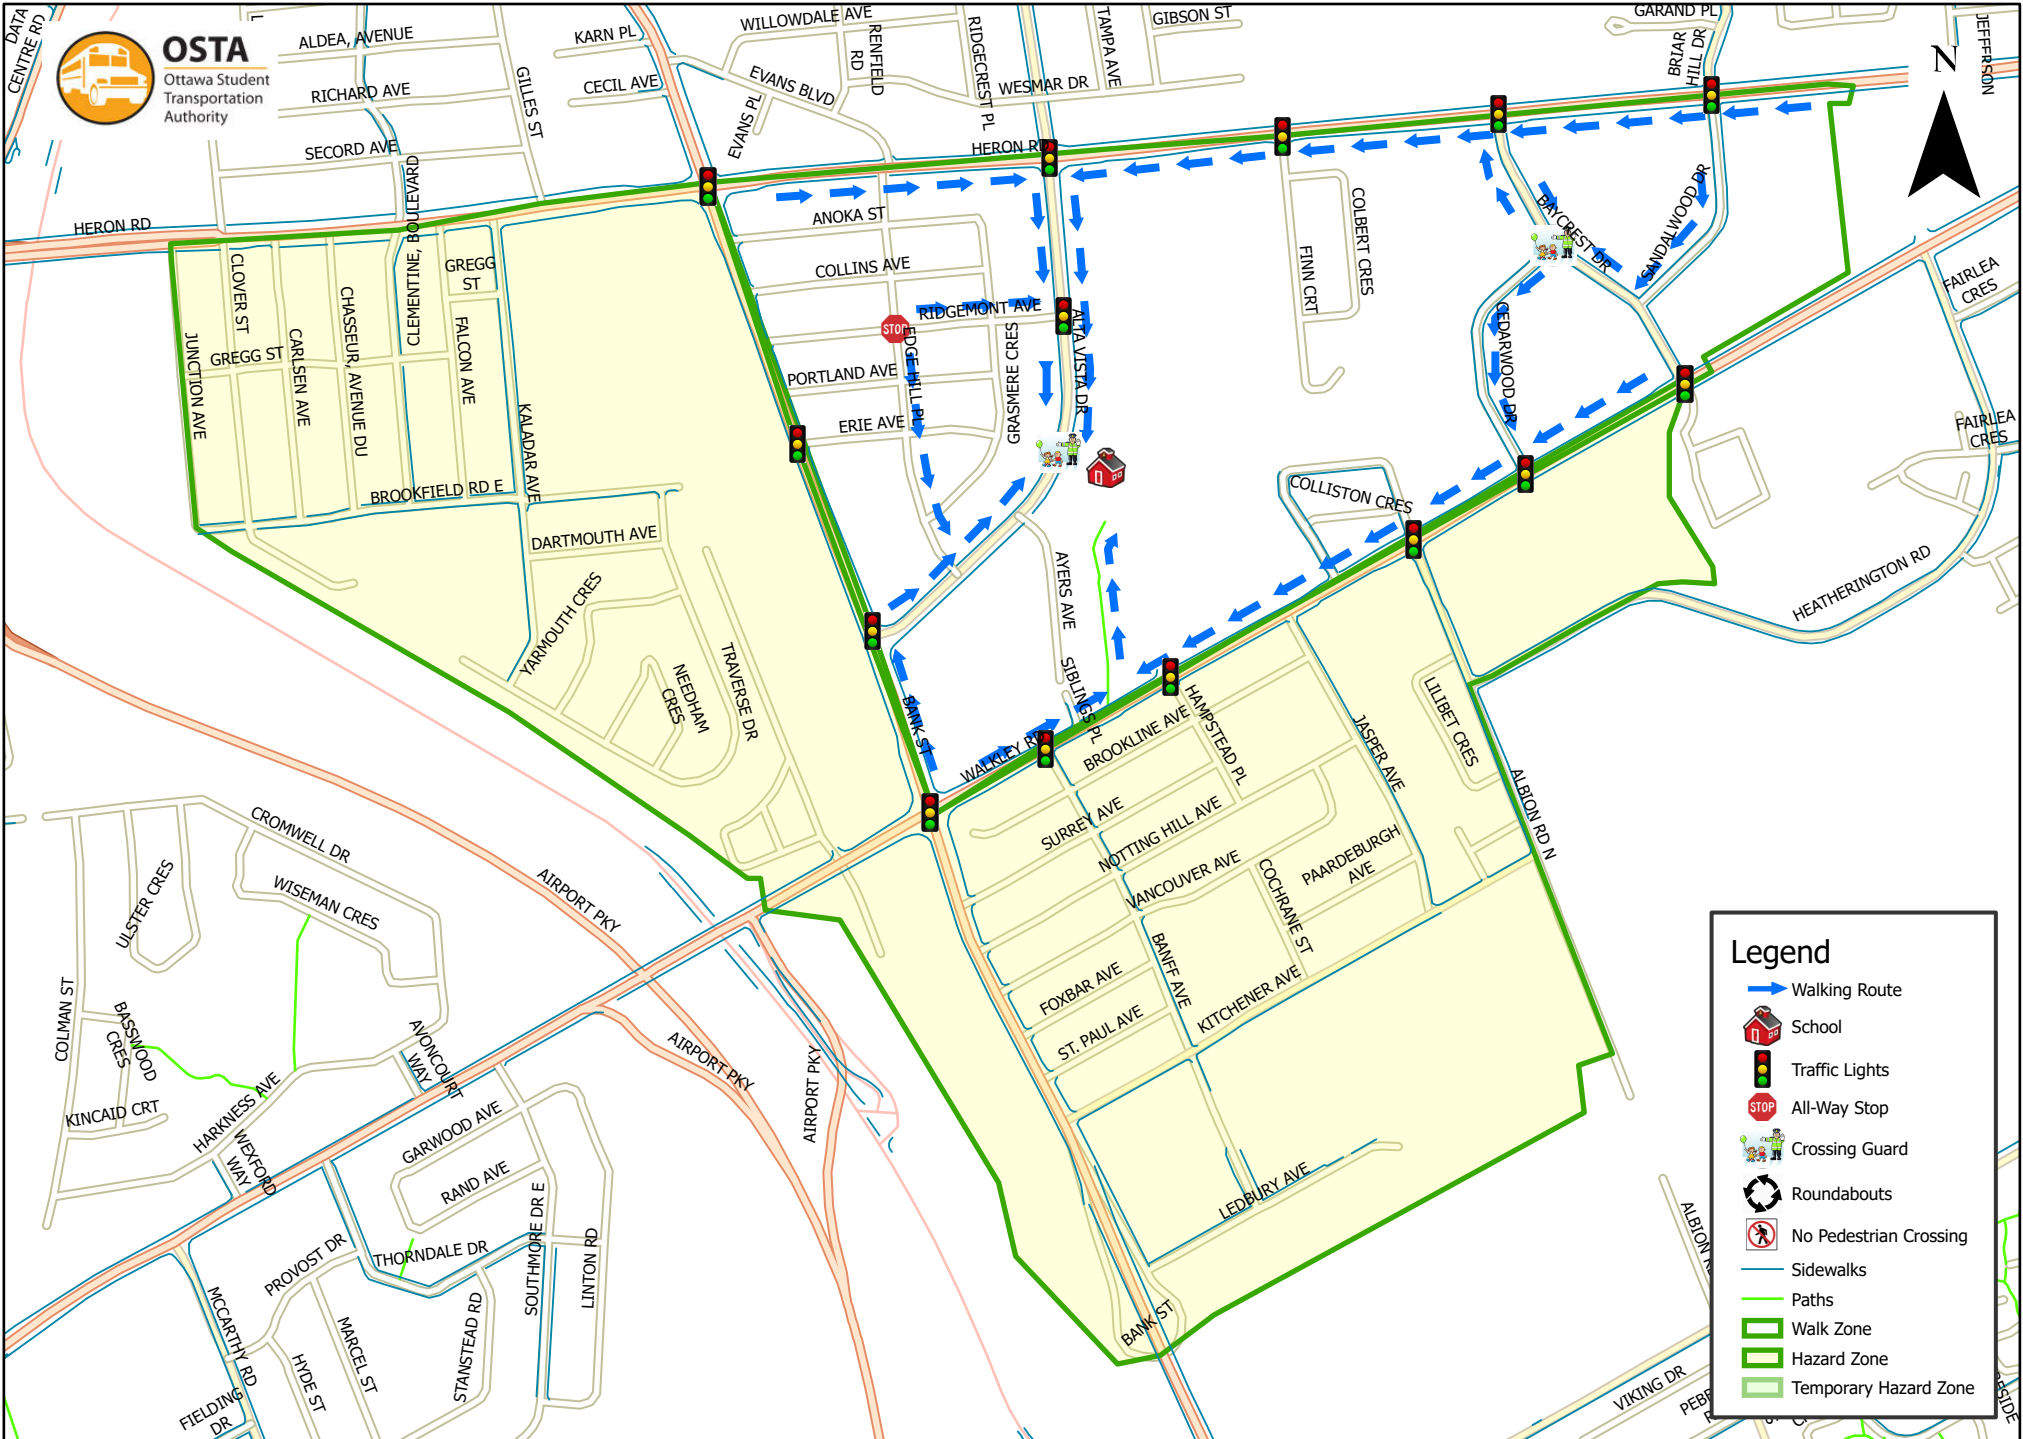 DATA
CENTRE RD
OSTA
Ottawa Student
Transportation
Authority
L
ALDEA, AVENUE
RICHARD AVE
SECORD AVE
GILLES ST
KARN PL
CECIL AVE
WILLOWDALE AVE
RENFIELD
RD
EVANS BLVD
EVANS PL
RIDGECREST PL
WESMAR DR
TAMPA AVE
GIBSON ST
GARAND PL
BRIAR
HILL DR
JEFFERSON
N
HERON RD
HERON RD
CLEMENTINE, BOULEVARD
ANOKA ST
COLLINS AVE
RIDGEMONT AVE
STOP
EDGE HILL PL
PORTLAND AVE
ERIE AVE
GRASMERE CRES
ALTA VISTA DR
FINN CRT
COLBERT CRES
BAYCREST DR
SANDALWOOD DR
CEDARWOOD DR
FAIRLEA
CRES
FAIRLEA
CRES
HEATHERINGTON RD
COLLISTON CRES
JUNCTION AVE
CLOVER ST
GREGG ST
CARLSEN AVE
CHASSEUR, AVENUE DU
GREGG
ST
FALCON AVE
KALADAR AVE
BROOKFIELD RD E
DARTMOUTH AVE
YARMOUTH CRES
NEEDHAM
CRES
TRAVERSE DR
BANK ST
WALKLEY RD
AYERS AVE
SIBLINGS PL
HAMPSTEAD PL
BROOKLINE AVE
SURREY AVE
NOTTING HILL AVE
VANCOUVER AVE
COCHRANE ST
PAARDEBURGH
AVE
JASPER AVE
LILIBET CRES
ALBION RD N
BANFF AVE
FOXBAR AVE
ST. PAUL AVE
KITCHENER AVE
LEDBURY AVE
BANK ST
CROMWELL DR
WISEMAN CRES
ULSTER CRES
COLMAN ST
BASSWOOD
CRES
KINCAID CRT
HARKNESS AVE
WEXFORD
WAY
AVONCOURT
WAY
AIRPORT PKY
AIRPORT PKY
AIRPORT PKY
GARWOOD AVE
RAND AVE
SOUTHMORE DR E
LINTON RD
THORNDALE DR
PROVOST DR
MCCARTHY RD
MARCEL ST
HYDE ST
STANSTEAD RD
FIELDING
DR
VIKING DR
Legend
Walking Route
School
Traffic Lights
STOP
All-Way Stop
Crossing Guard
Roundabouts
No Pedestrian Crossing
Sidewalks
Paths
Walk Zone
Hazard Zone
Temporary Hazard Zone